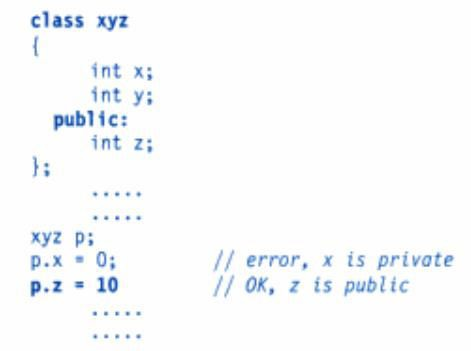 class xyz
{
int x;
int y;
public:
int z;
};
.....
.....
xyz p;
p.x = 0; // error, x is private
p.z = 10 // OK, z is public
.....
.....